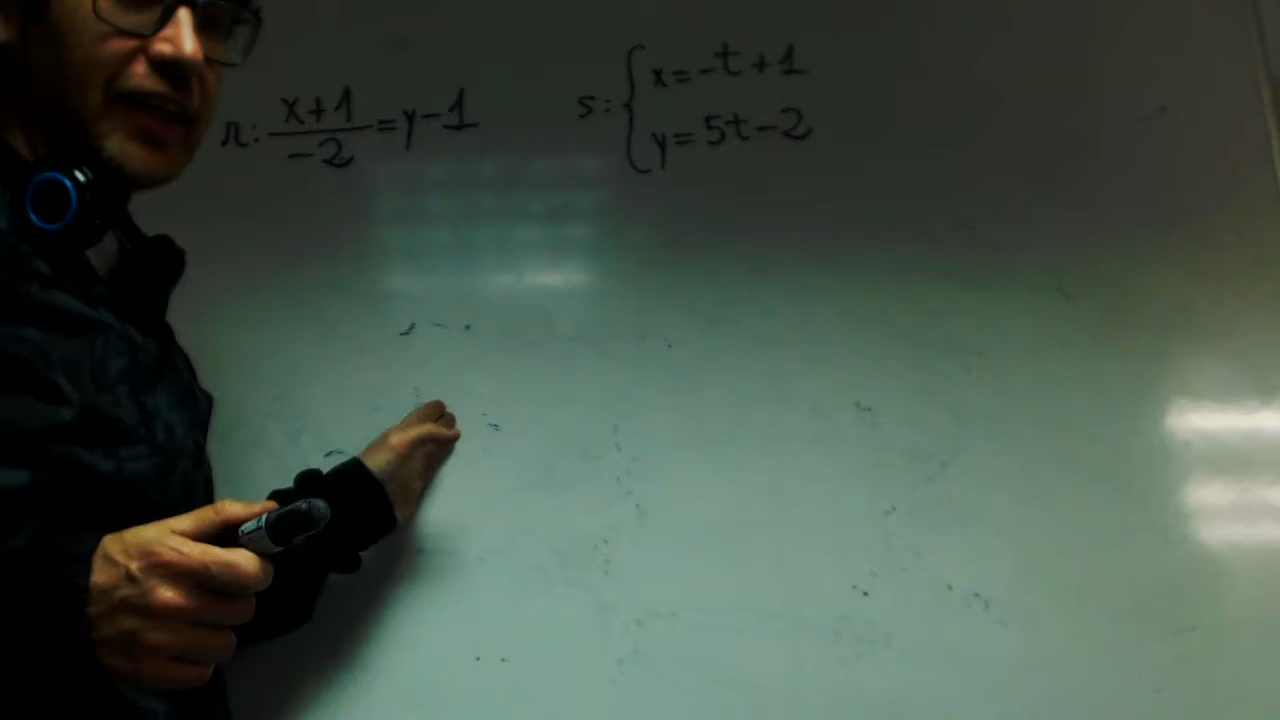 r: (x+1)/(-2) = y-1
s: { x=-t+1
y=5t-2